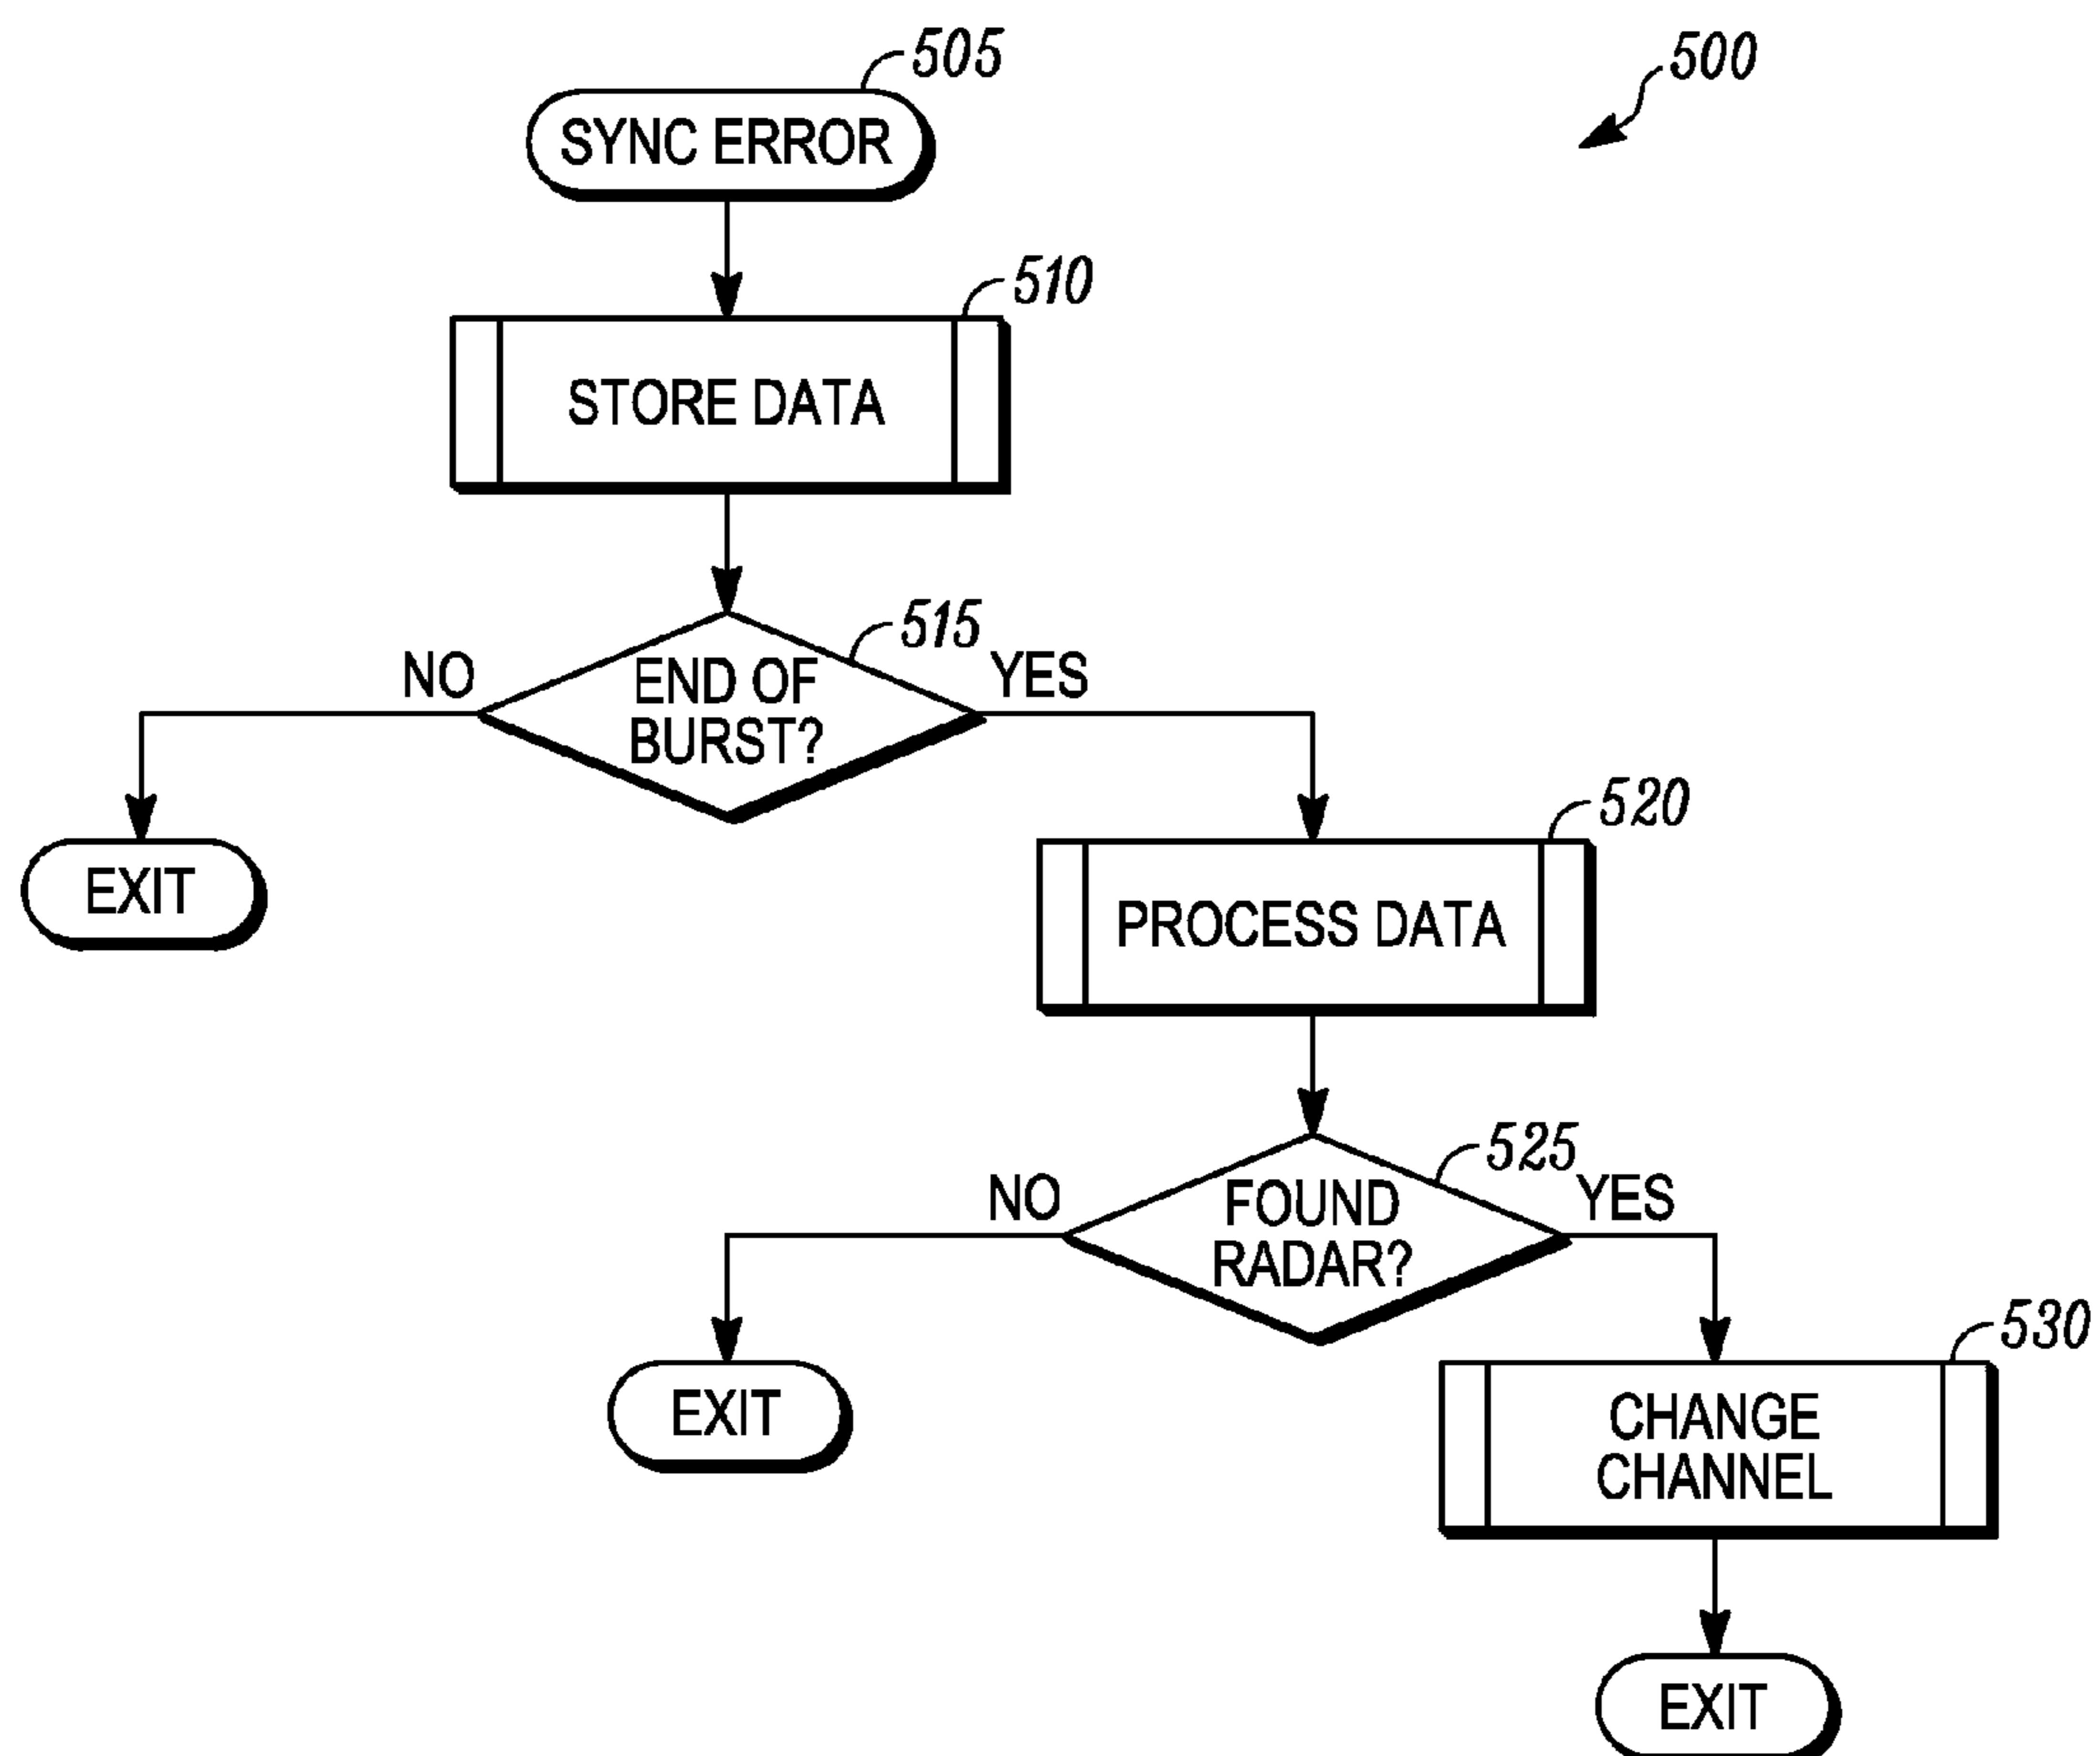 505
500
SYNC ERROR
510
STORE DATA
515
NO
YES
END OF
BURST?
520
EXIT
PROCESS DATA
525
NO
YES
FOUND
RADAR?
530
EXIT
CHANGE
CHANNEL
EXIT